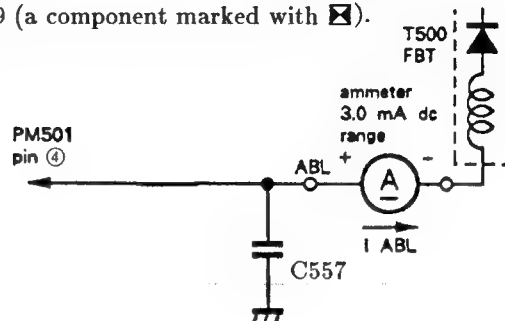 9 (a component marked with ).
T500
FBT
ammeter
3.0 mA dc
range
PM501
pin ④
ABL
+
-
A
I ABL
C557